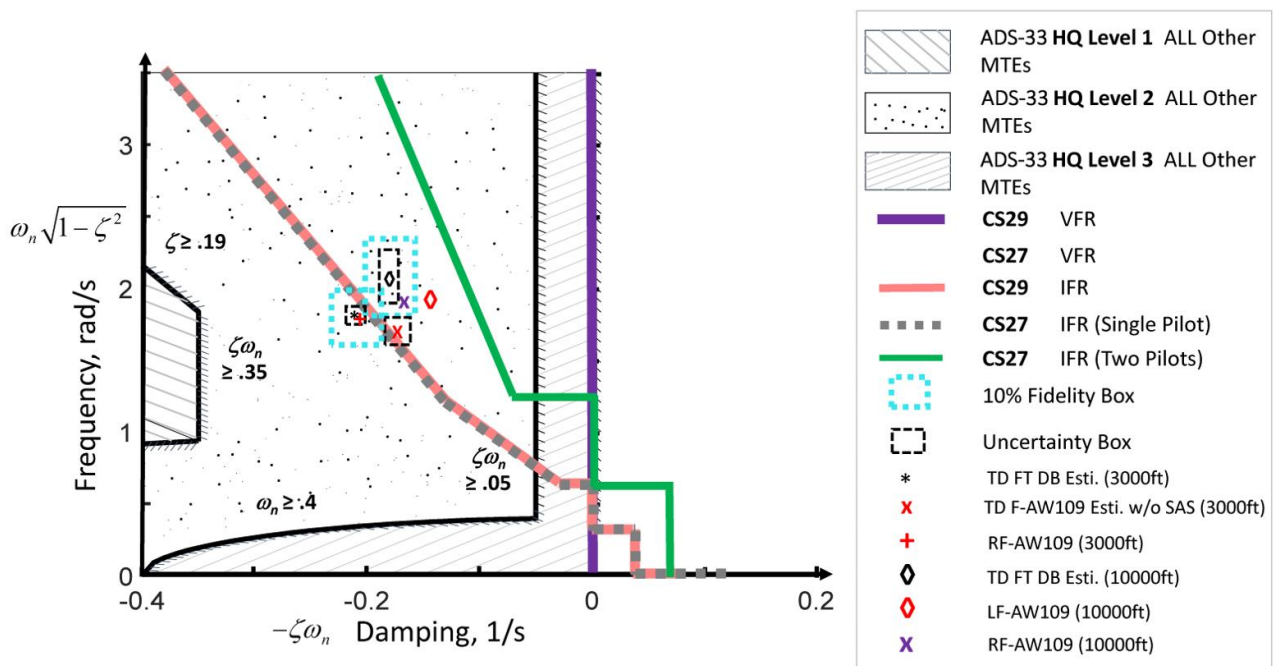 3
ωn√1−ζ²
ζ ≥ .19
2
Frequency, rad/s
ζωn
≥ .35
1
ζωn
≥ .05
ωn ≥ .4
0
-0.4
-0.2
0
0.2
−ζωn Damping, 1/s
ADS-33 HQ Level 1 ALL Other
MTEs
ADS-33 HQ Level 2 ALL Other
MTEs
ADS-33 HQ Level 3 ALL Other
MTEs
CS29 VFR
CS27 VFR
CS29 IFR
CS27 IFR (Single Pilot)
CS27 IFR (Two Pilots)
10% Fidelity Box
Uncertainty Box
* TD FT DB Esti. (3000ft)
x TD F-AW109 Esti. w/o SAS (3000ft)
+ RF-AW109 (3000ft)
◊ TD FT DB Esti. (10000ft)
◊ LF-AW109 (10000ft)
x RF-AW109 (10000ft)